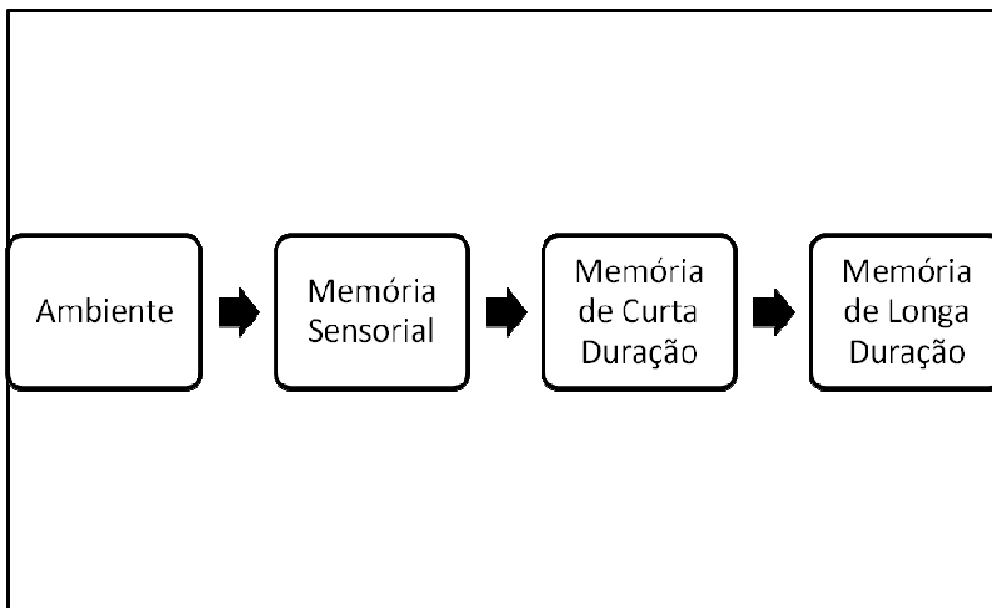 Ambiente
Memória
Sensorial
Memória
de Curta
Duração
Memória
de Longa
Duração